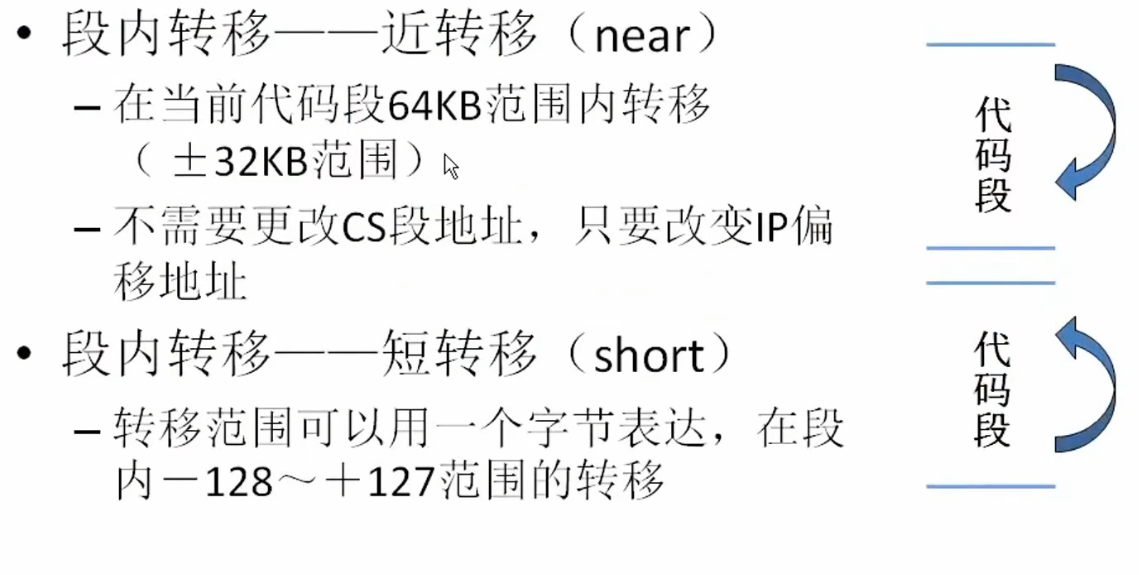 • 段内转移——近转移（near）
– 在当前代码段64KB范围内转移
（ ±32KB范围）
– 不需要更改CS段地址，只要改变IP偏
移地址
代码段
• 段内转移——短转移（short）
– 转移范围可以用一个字节表达，在段
内－128～＋127范围的转移
代码段